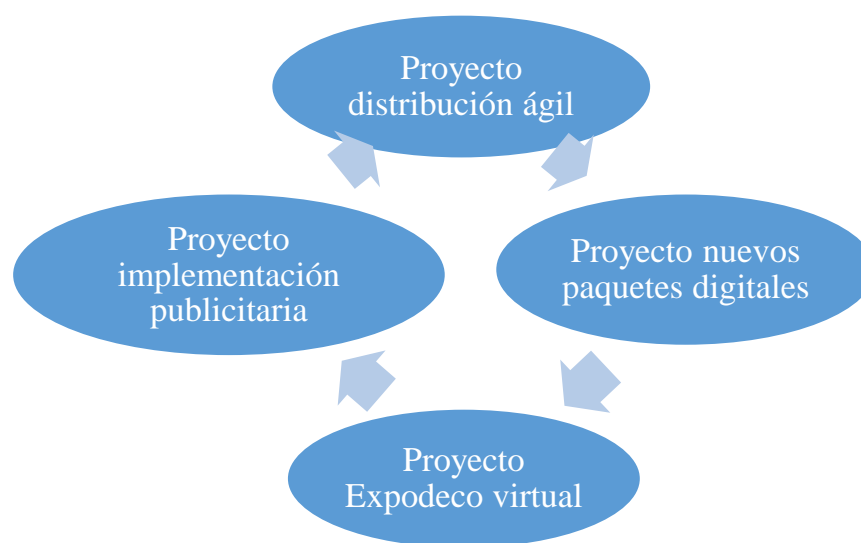 Proyecto
distribución ágil
Proyecto
implementación
publicitaria
Proyecto nuevos
paquetes digitales
Proyecto
Expodeco virtual